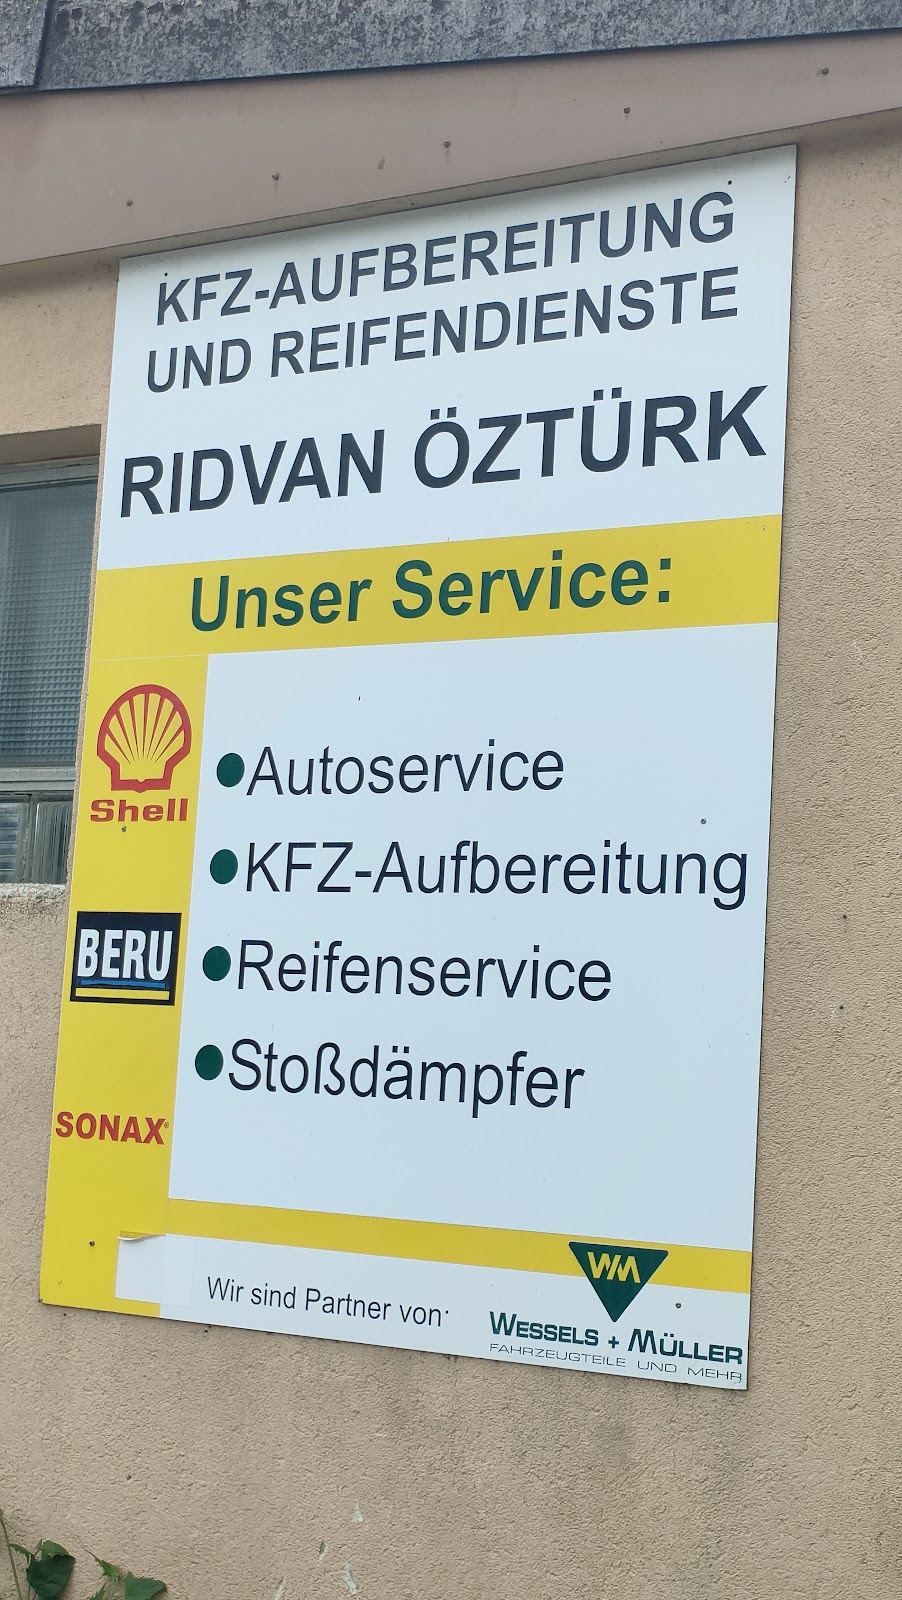 KFZ-AUFBEREITUNG
UND REIFENDIENSTE
RIDVAN ÖZTÜRK
Unser Service:
Shell
BERU
SONAX®
●Autoservice
●KFZ-Aufbereitung
●Reifenservice
●Stoßdämpfer
Wir sind Partner von:
WM
WESSELS + MÜLLER
FAHRZEUGTEILE UND MEHR